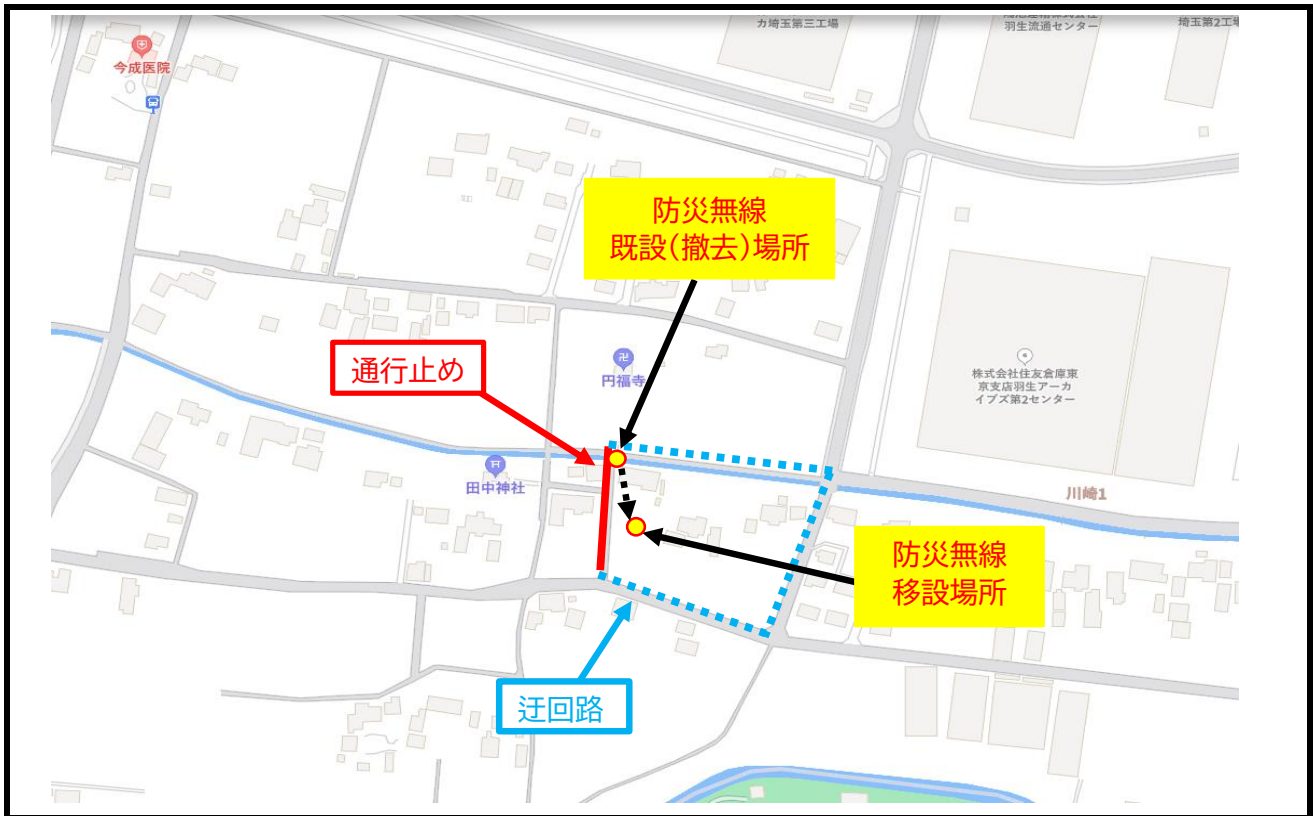 カ埼玉第三工場
羽生流通センター
埼玉第2工場
今成医院
防災無線
既設(撤去)場所
通行止め
円福寺
株式会社住友倉庫東
京支店羽生アーカ
イブズ第2センター
田中神社
川崎1
防災無線
移設場所
迂回路